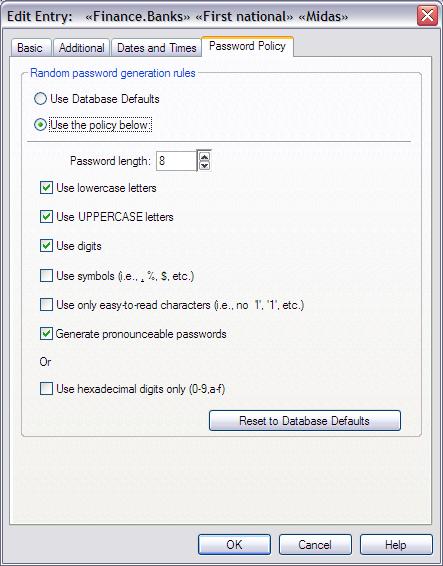 Edit Entry: «Finance.Banks» «First national» «Midas»
Basic Additional Dates and Times Password Policy
Random password generation rules
Use Database Defaults
Use the policy below:
Password length: 8
Use lowercase letters
Use UPPERCASE letters
Use digits
Use symbols (i.e., ., %, $, etc.)
Use only easy-to-read characters (i.e., no 'l', '1', etc.)
Generate pronounceable passwords
Or
Use hexadecimal digits only (0-9,a-f)
Reset to Database Defaults
OK Cancel Help